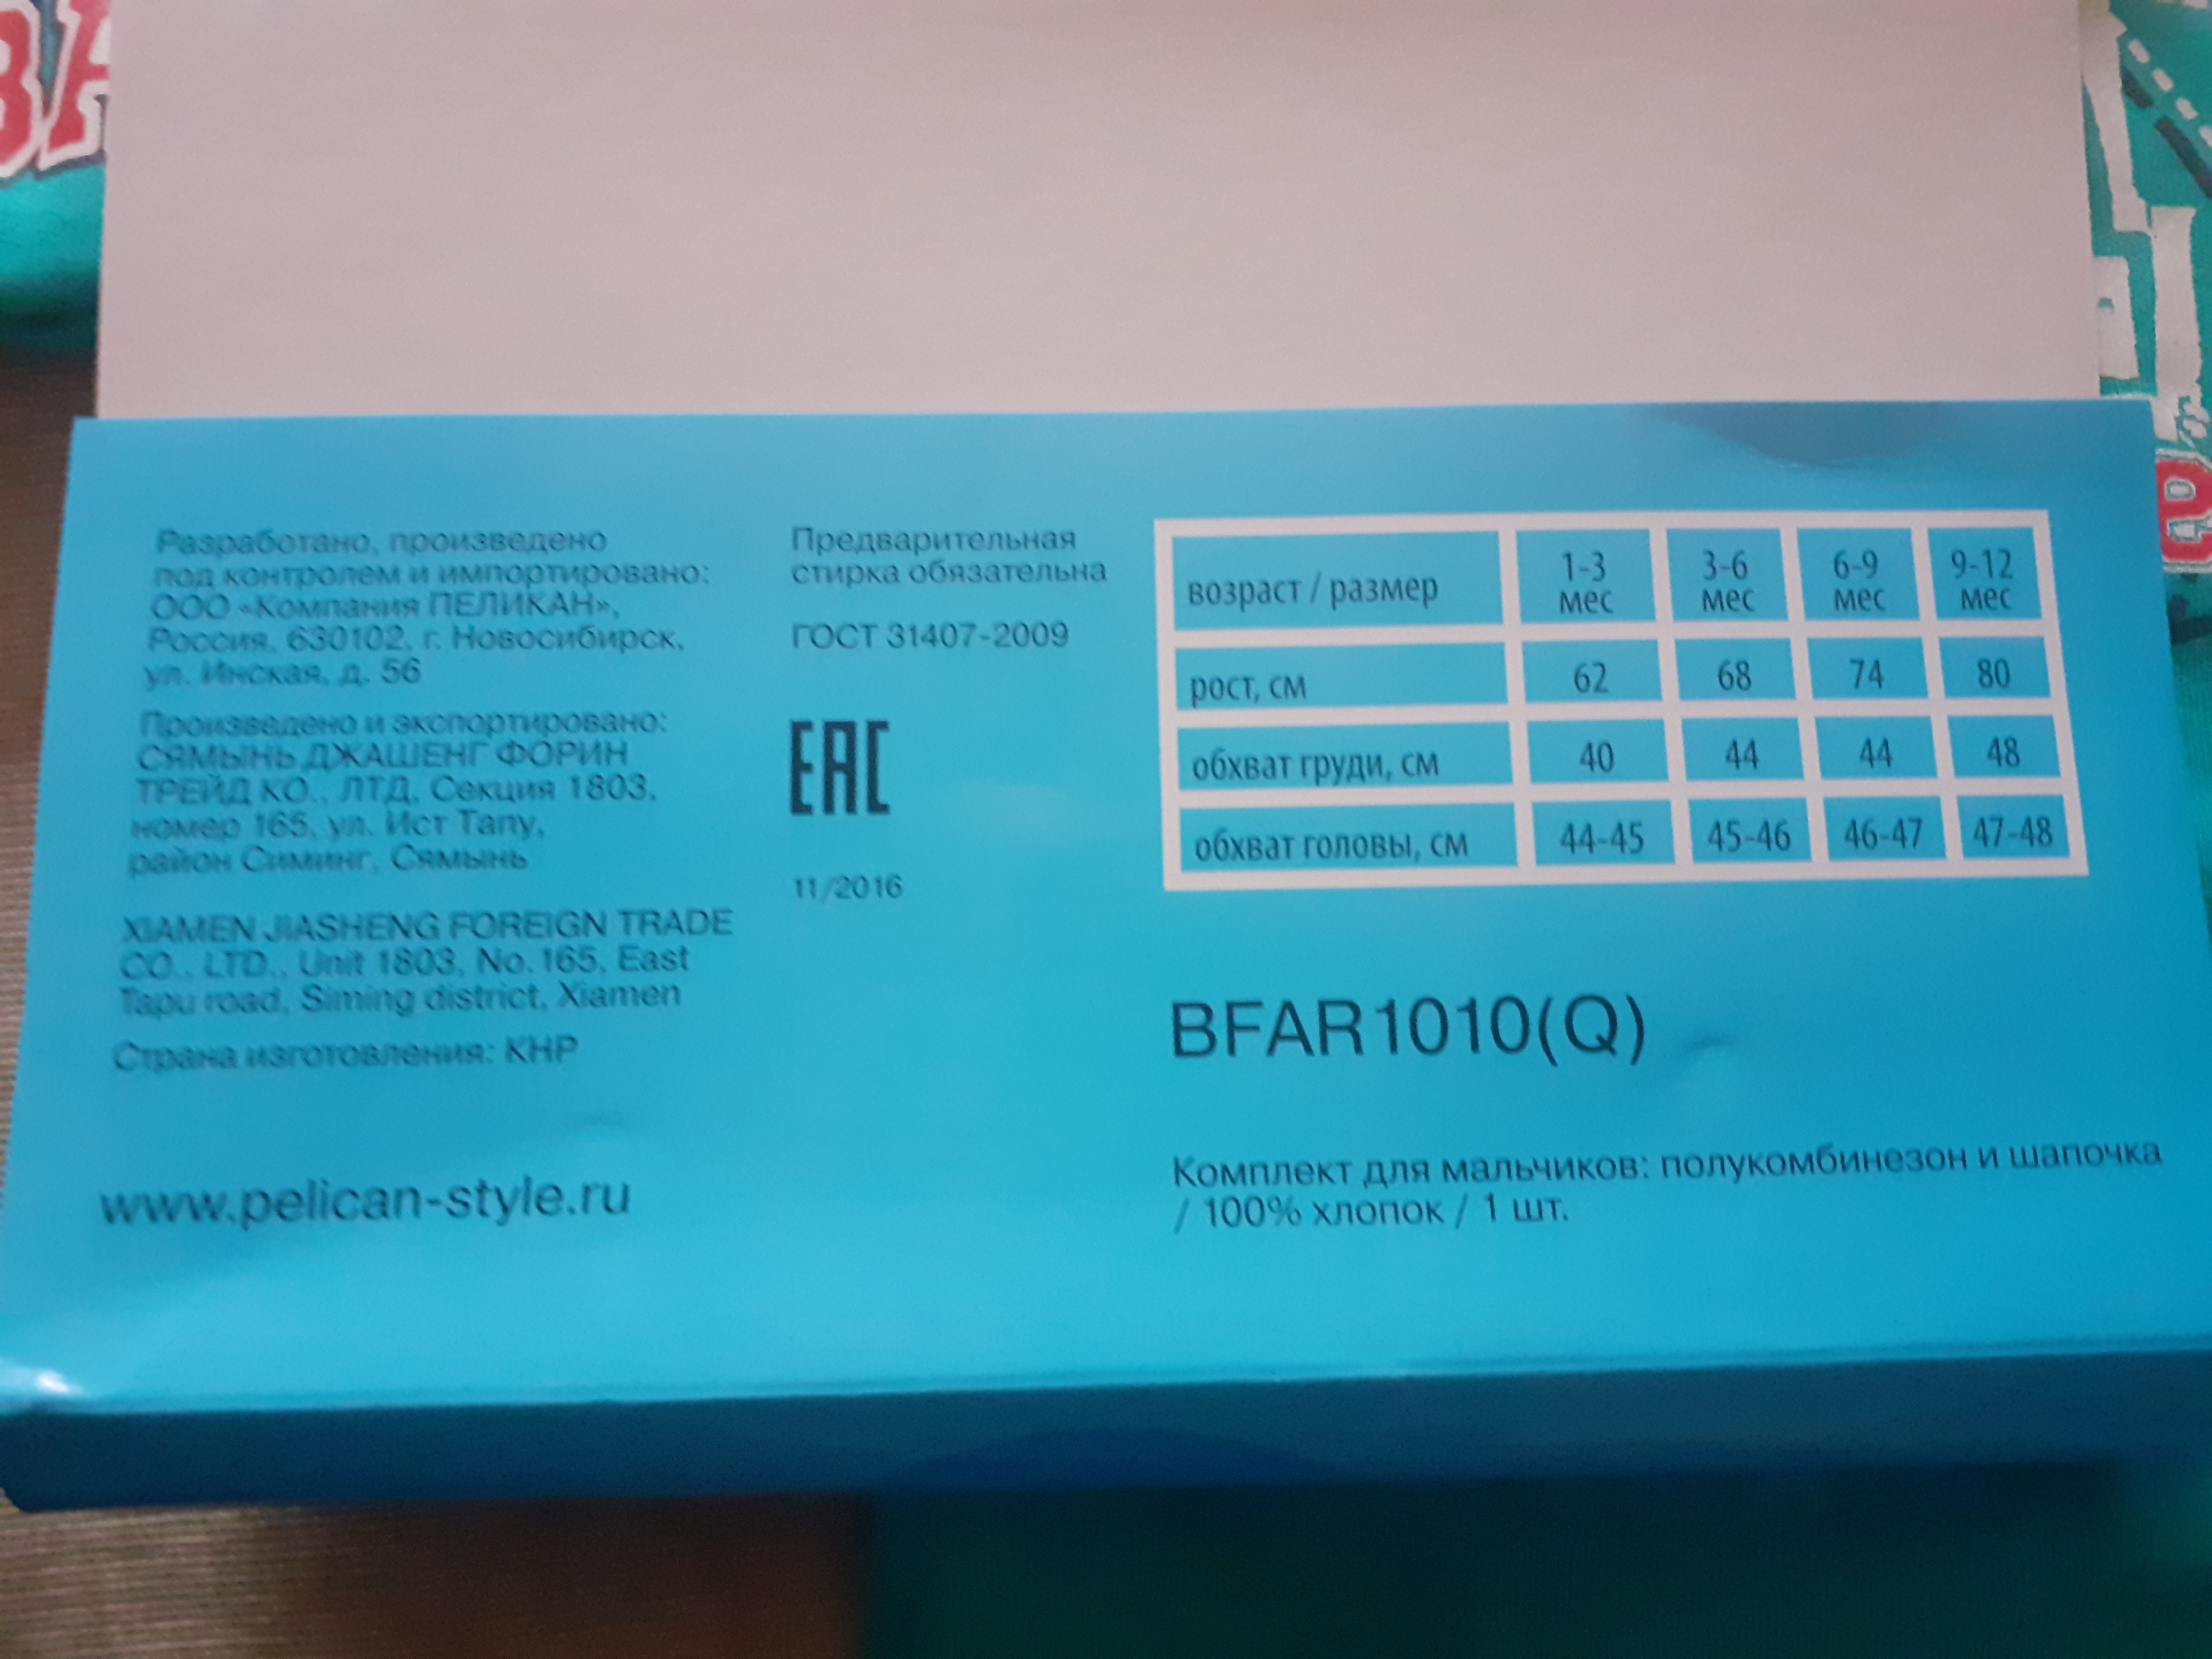 Разработано, произведено
под контролем и импортировано:
ООО «Компания ПЕЛИКАН»,
Россия, 630102, г. Новосибирск,
ул. Инская, д. 56
Произведено и экспортировано:
СЯМЫНЬ ДЖАШЕНГ ФОРИН
ТРЕЙД КО., ЛТД, Секция 1803,
номер 165, ул. Ист Тапу,
район Симинг, Сямынь
XIAMEN JIASHENG FOREIGN TRADE
CO., LTD., Unit 1803, No. 165, East
Tapu road, Siming district, Xiamen
Страна изготовления: КНР
www.pelican-style.ru
Предварительная
стирка обязательна
ГОСТ 31407-2009
ЕАС
11/2016
возраст / размер 1-3 мес 3-6 мес 6-9 мес 9-12 мес
рост, см 62 68 74 80
обхват груди, см 40 44 44 48
обхват головы, см 44-45 45-46 46-47 47-48
BFAR1010(Q)
Комплект для мальчиков: полукомбинезон и шапочка
/ 100% хлопок / 1 шт.